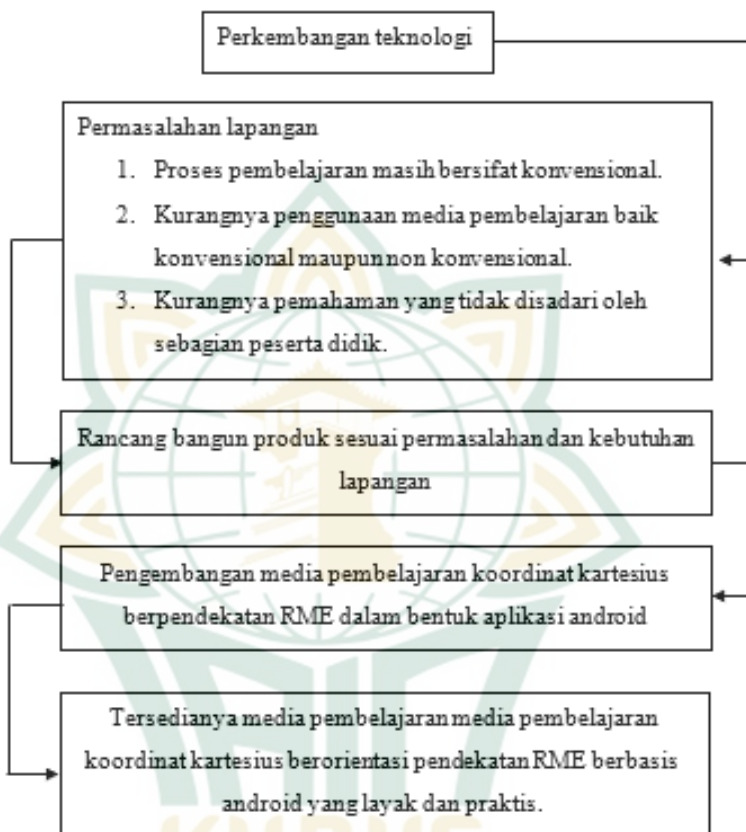 Perkembangan teknologi
Permasalahan lapangan
1. Proses pembelajaran masih bersifat konvensional.
2. Kurangnya penggunaan media pembelajaran baik
konvensional maupun non konvensional.
3. Kurangnya pemahaman yang tidak disadari oleh
sebagian peserta didik.
Rancang bangun produk sesuai permasalahan dan kebutuhan
lapangan
Pengembangan media pembelajaran koordinat kartesius
berpendekatan RME dalam bentuk aplikasi android
Tersedianya media pembelajaran media pembelajaran
koordinat kartesius berorientasi pendekatan RME berbasis
android yang layak dan praktis.